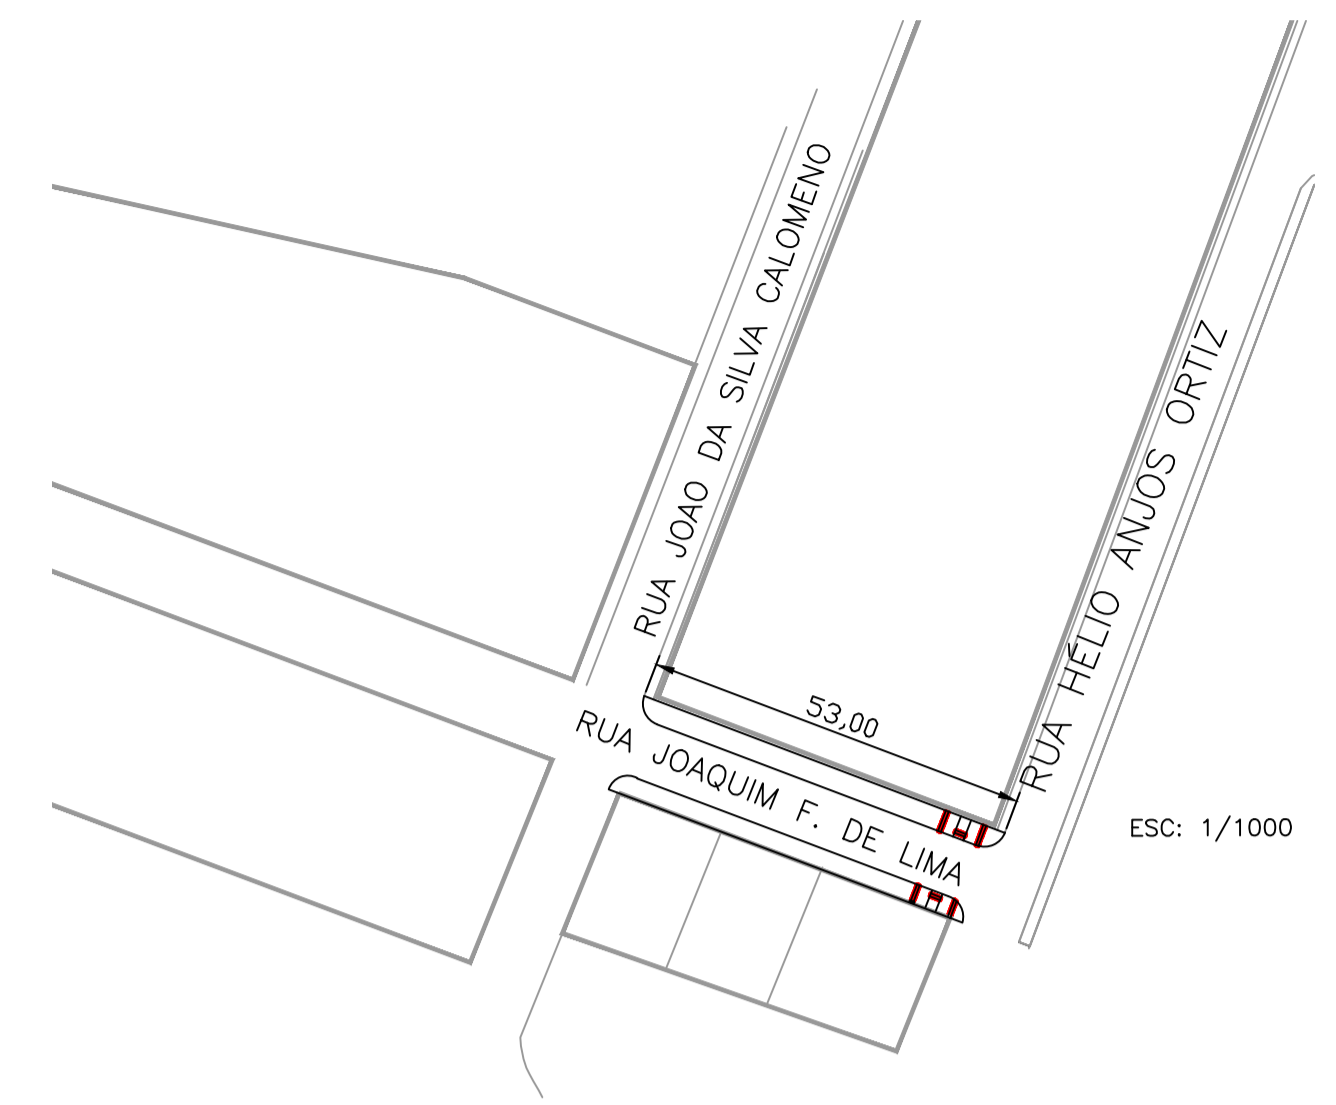 RUA JOAO DA SILVA CALOMENO
RUA HÉLIO ANJOS ORTIZ
53,00
RUA JOAQUIM F. DE LIMA
ESC: 1/1000